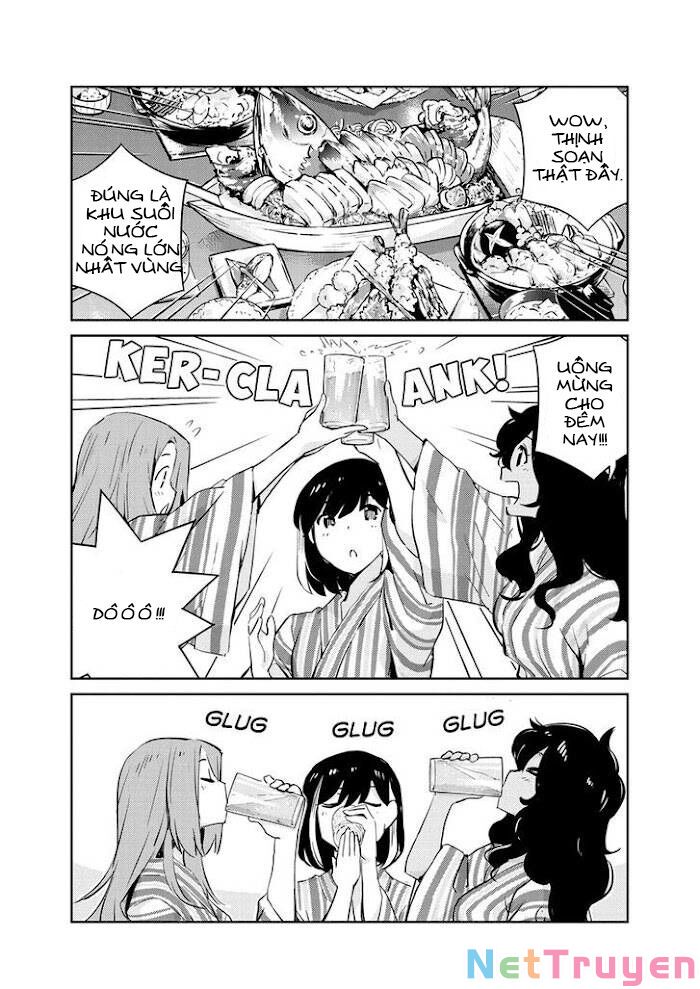 WOW,
THỊNH
SOẠN
THẬT ĐẤY.
ĐÚNG LÀ
KHU SUỐI
NƯỚC
NÓNG LỚN
NHẤT VÙNG
KER-CLA ANK!
UỐNG
MỪNG
CHO
ĐÊM
NAY!!!
DÔÔÔ!!!
GLUG GLUG GLUG
NetTruyen